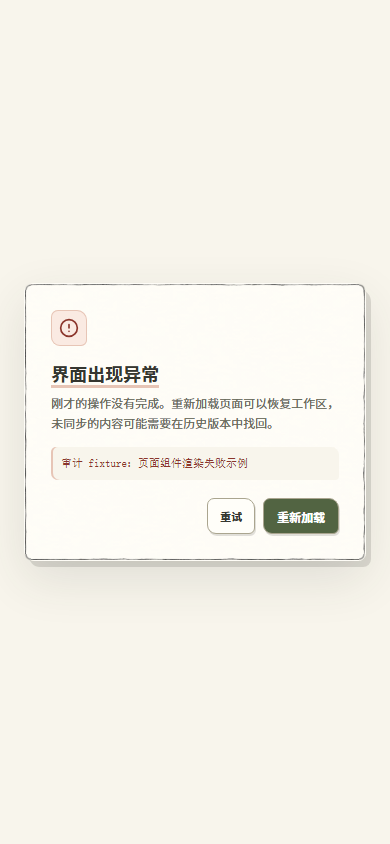 界面出现异常
刚才的操作没有完成。重新加载页面可以恢复工作区，
未同步的内容可能需要在历史版本中找回。
审计 fixture: 页面组件渲染失败示例
重试
重新加载